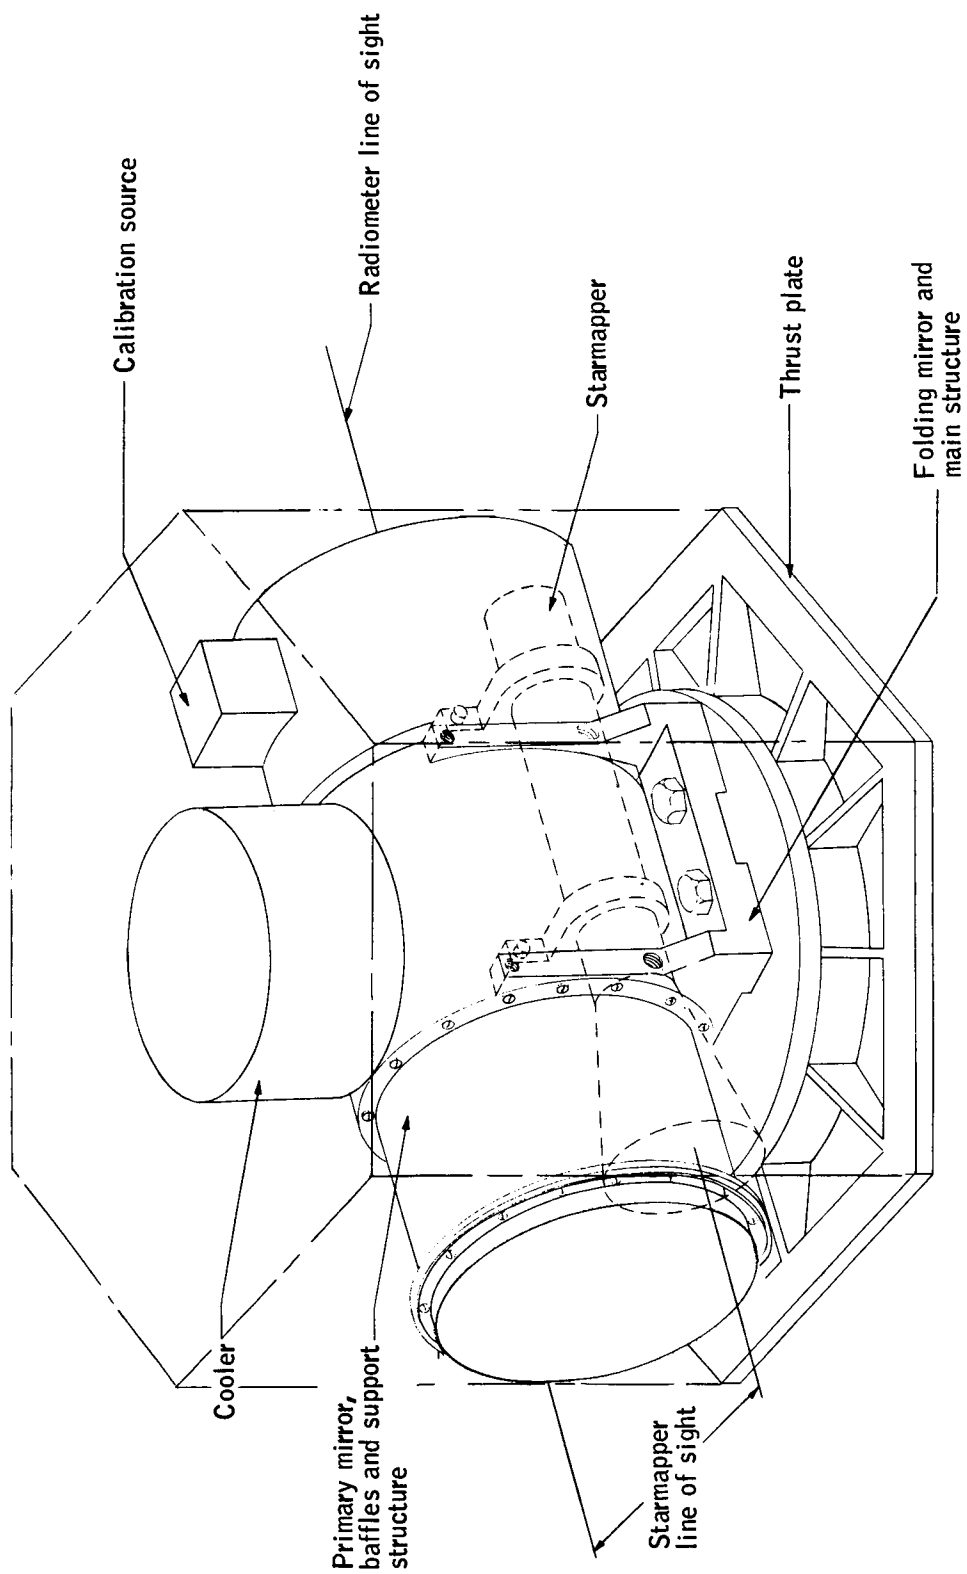 Calibration source
Radiometer line of sight
Starmapper
Thrust plate
Folding mirror and
main structure
Cooler
Primary mirror,
baffles and support
structure
Starmapper
line of sight